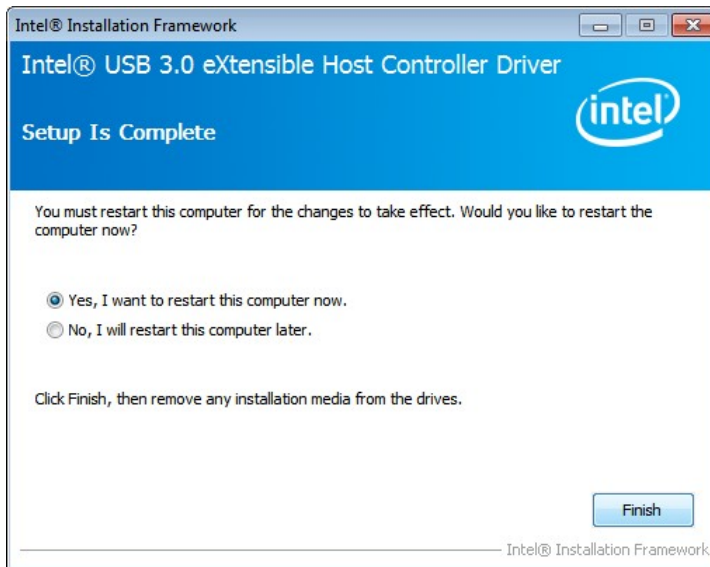 Intel® Installation Framework
Intel® USB 3.0 eXtensible Host Controller Driver
intel
Setup Is Complete
You must restart this computer for the changes to take effect. Would you like to restart the
computer now?
Yes, I want to restart this computer now.
No, I will restart this computer later.
Click Finish, then remove any installation media from the drives.
Finish
Intel® Installation Framework